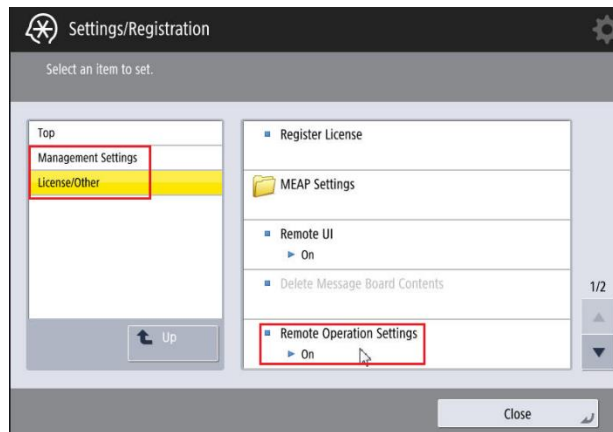 Settings/Registration
Select an item to set.
Top
Management Settings
License/Other
Up
Register License
MEAP Settings
Remote UI
On
Delete Message Board Contents
Remote Operation Settings
On
1/2
Close